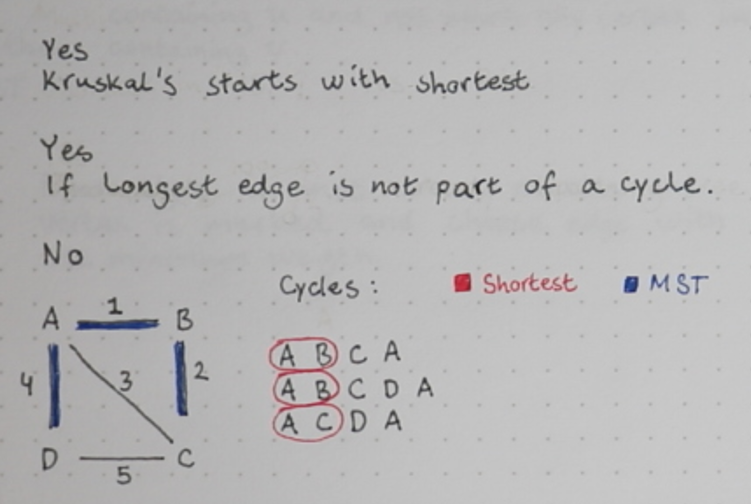 Yes
Kruskal's starts with shortest
Yes
If Longest edge is not part of a cycle.
No
Cycles : Shortest MST
A 1 B
A B C A
4 3 2
A B C D A
A C D A
D 5 C